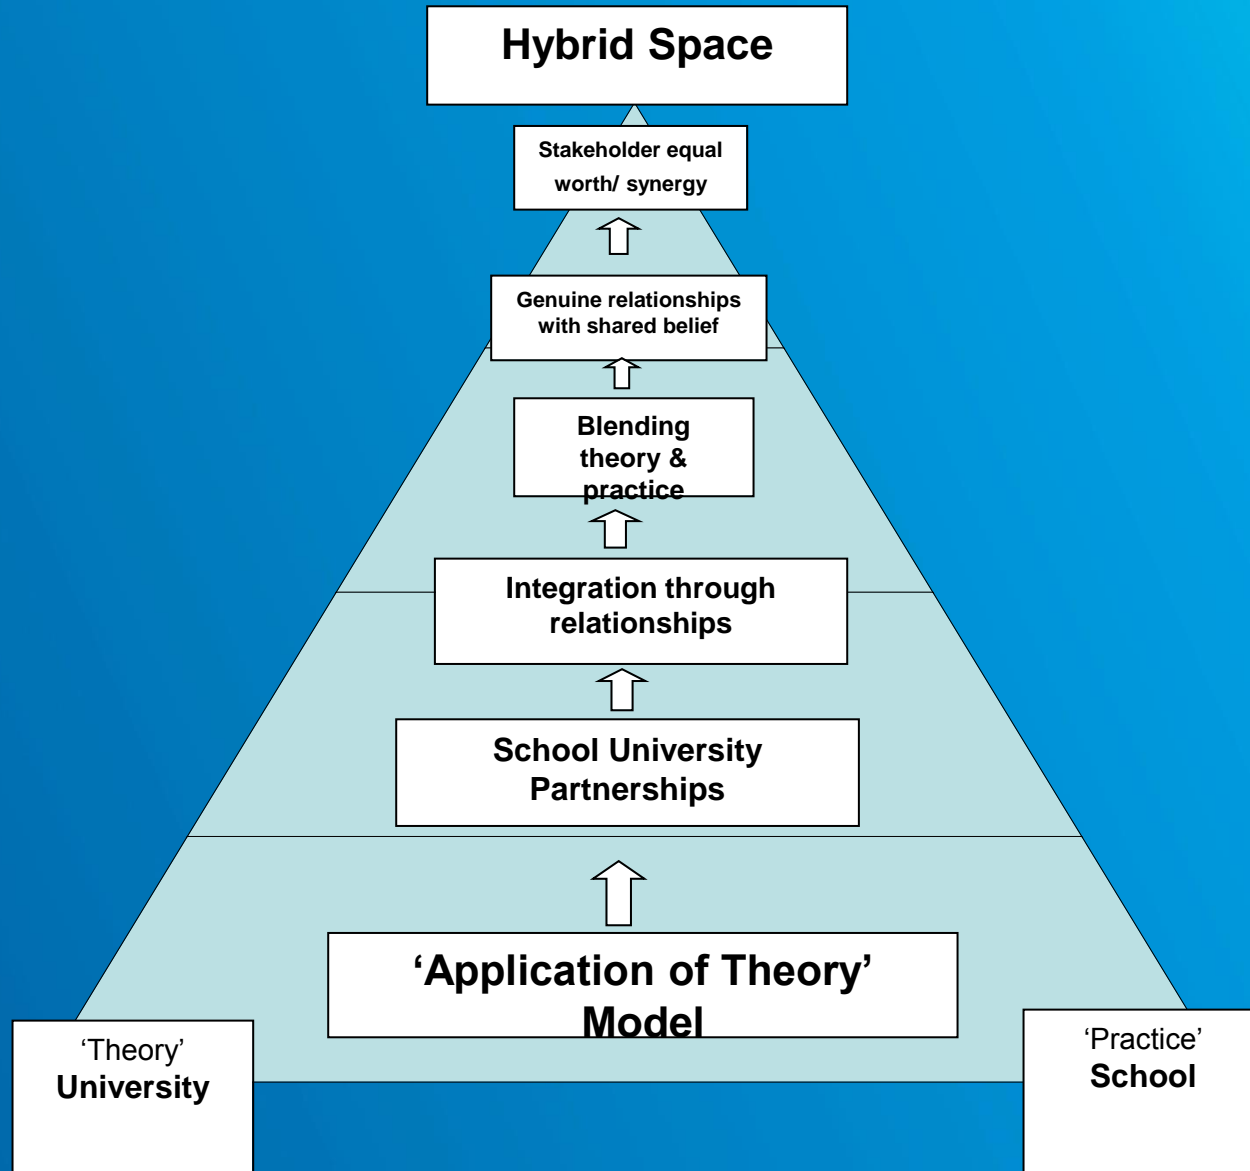 Hybrid Space
Stakeholder equal
worth/ synergy
Genuine relationships
with shared belief
Blending
theory &
practice
Integration through
relationships
School University
Partnerships
‘Application of Theory’
Model
‘Theory’
University
‘Practice’
School